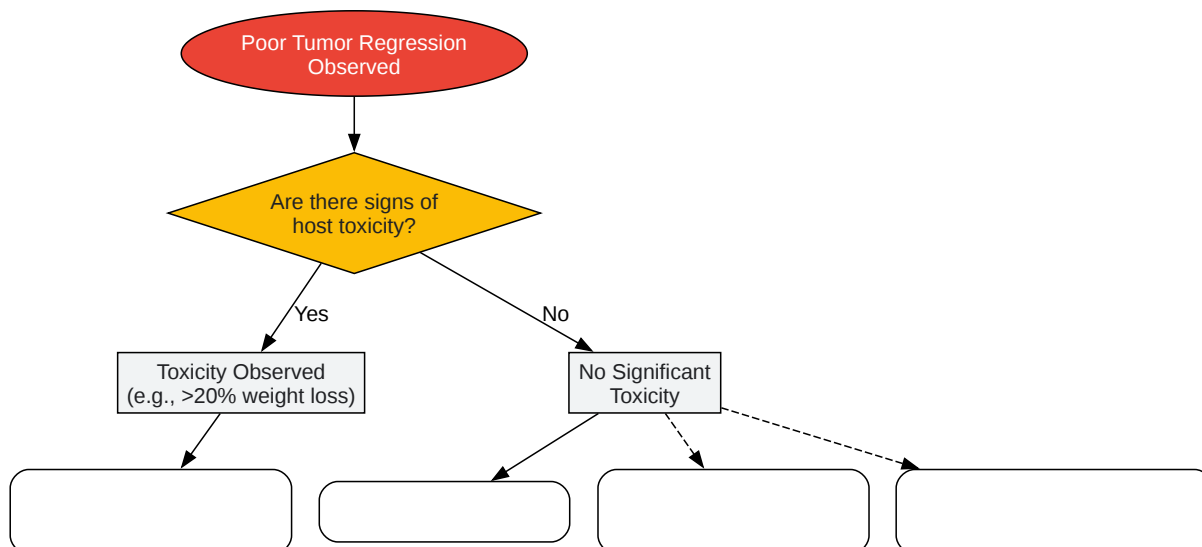 Poor Tumor Regression
Observed
Are there signs of
host toxicity?
Yes
No
Toxicity Observed
(e.g., >20% weight loss)
No Significant
Toxicity